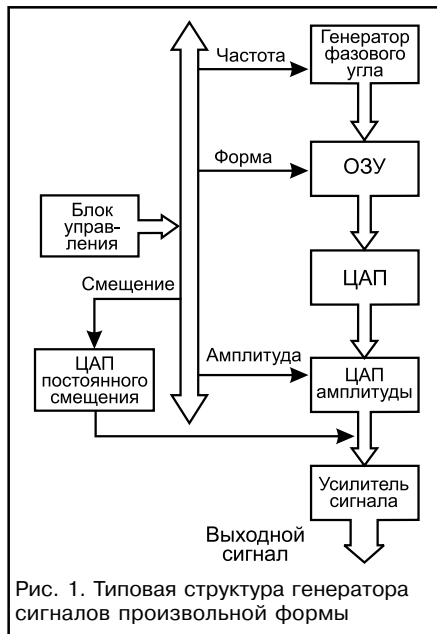 Частота
Генератор
фазового
угла
Форма
ОЗУ
Блок
управ-
ления
Смещение
ЦАП
ЦАП
постоянного
смещения
Амплитуда
ЦАП
амплитуды
Усилитель
сигнала
Выходной
сигнал
Рис. 1. Типовая структура генератора
сигналов произвольной формы